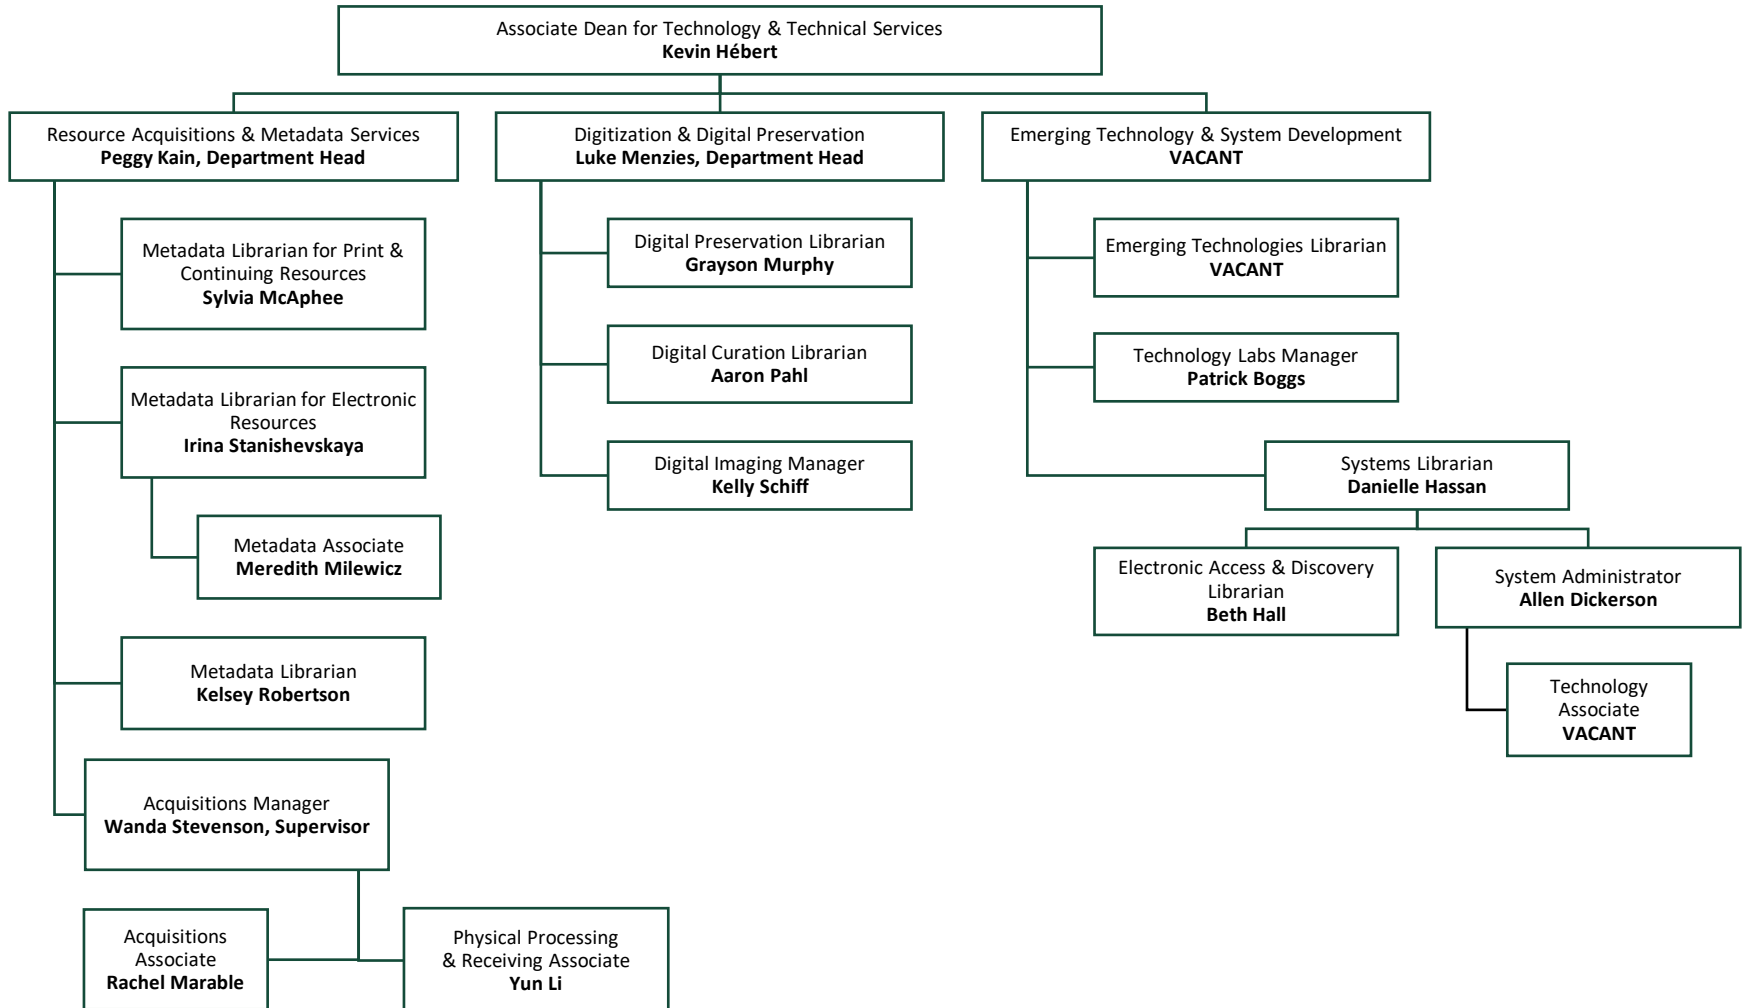 Associate Dean for Technology & Technical Services
Kevin Hébert
Resource Acquisitions & Metadata Services
Peggy Kain, Department Head
Metadata Librarian for Print &
Continuing Resources
Sylvia McAphee
Metadata Librarian for Electronic
Resources
Irina Stanishevskaya
Metadata Associate
Meredith Milewicz
Metadata Librarian
Kelsey Robertson
Acquisitions Manager
Wanda Stevenson, Supervisor
Acquisitions
Associate
Rachel Marable
Physical Processing
& Receiving Associate
Yun Li
Digitization & Digital Preservation
Luke Menzies, Department Head
Digital Preservation Librarian
Grayson Murphy
Digital Curation Librarian
Aaron Pahl
Digital Imaging Manager
Kelly Schiff
Emerging Technology & System Development
VACANT
Emerging Technologies Librarian
VACANT
Technology Labs Manager
Patrick Boggs
Systems Librarian
Danielle Hassan
Electronic Access & Discovery
Librarian
Beth Hall
System Administrator
Allen Dickerson
Technology
Associate
VACANT